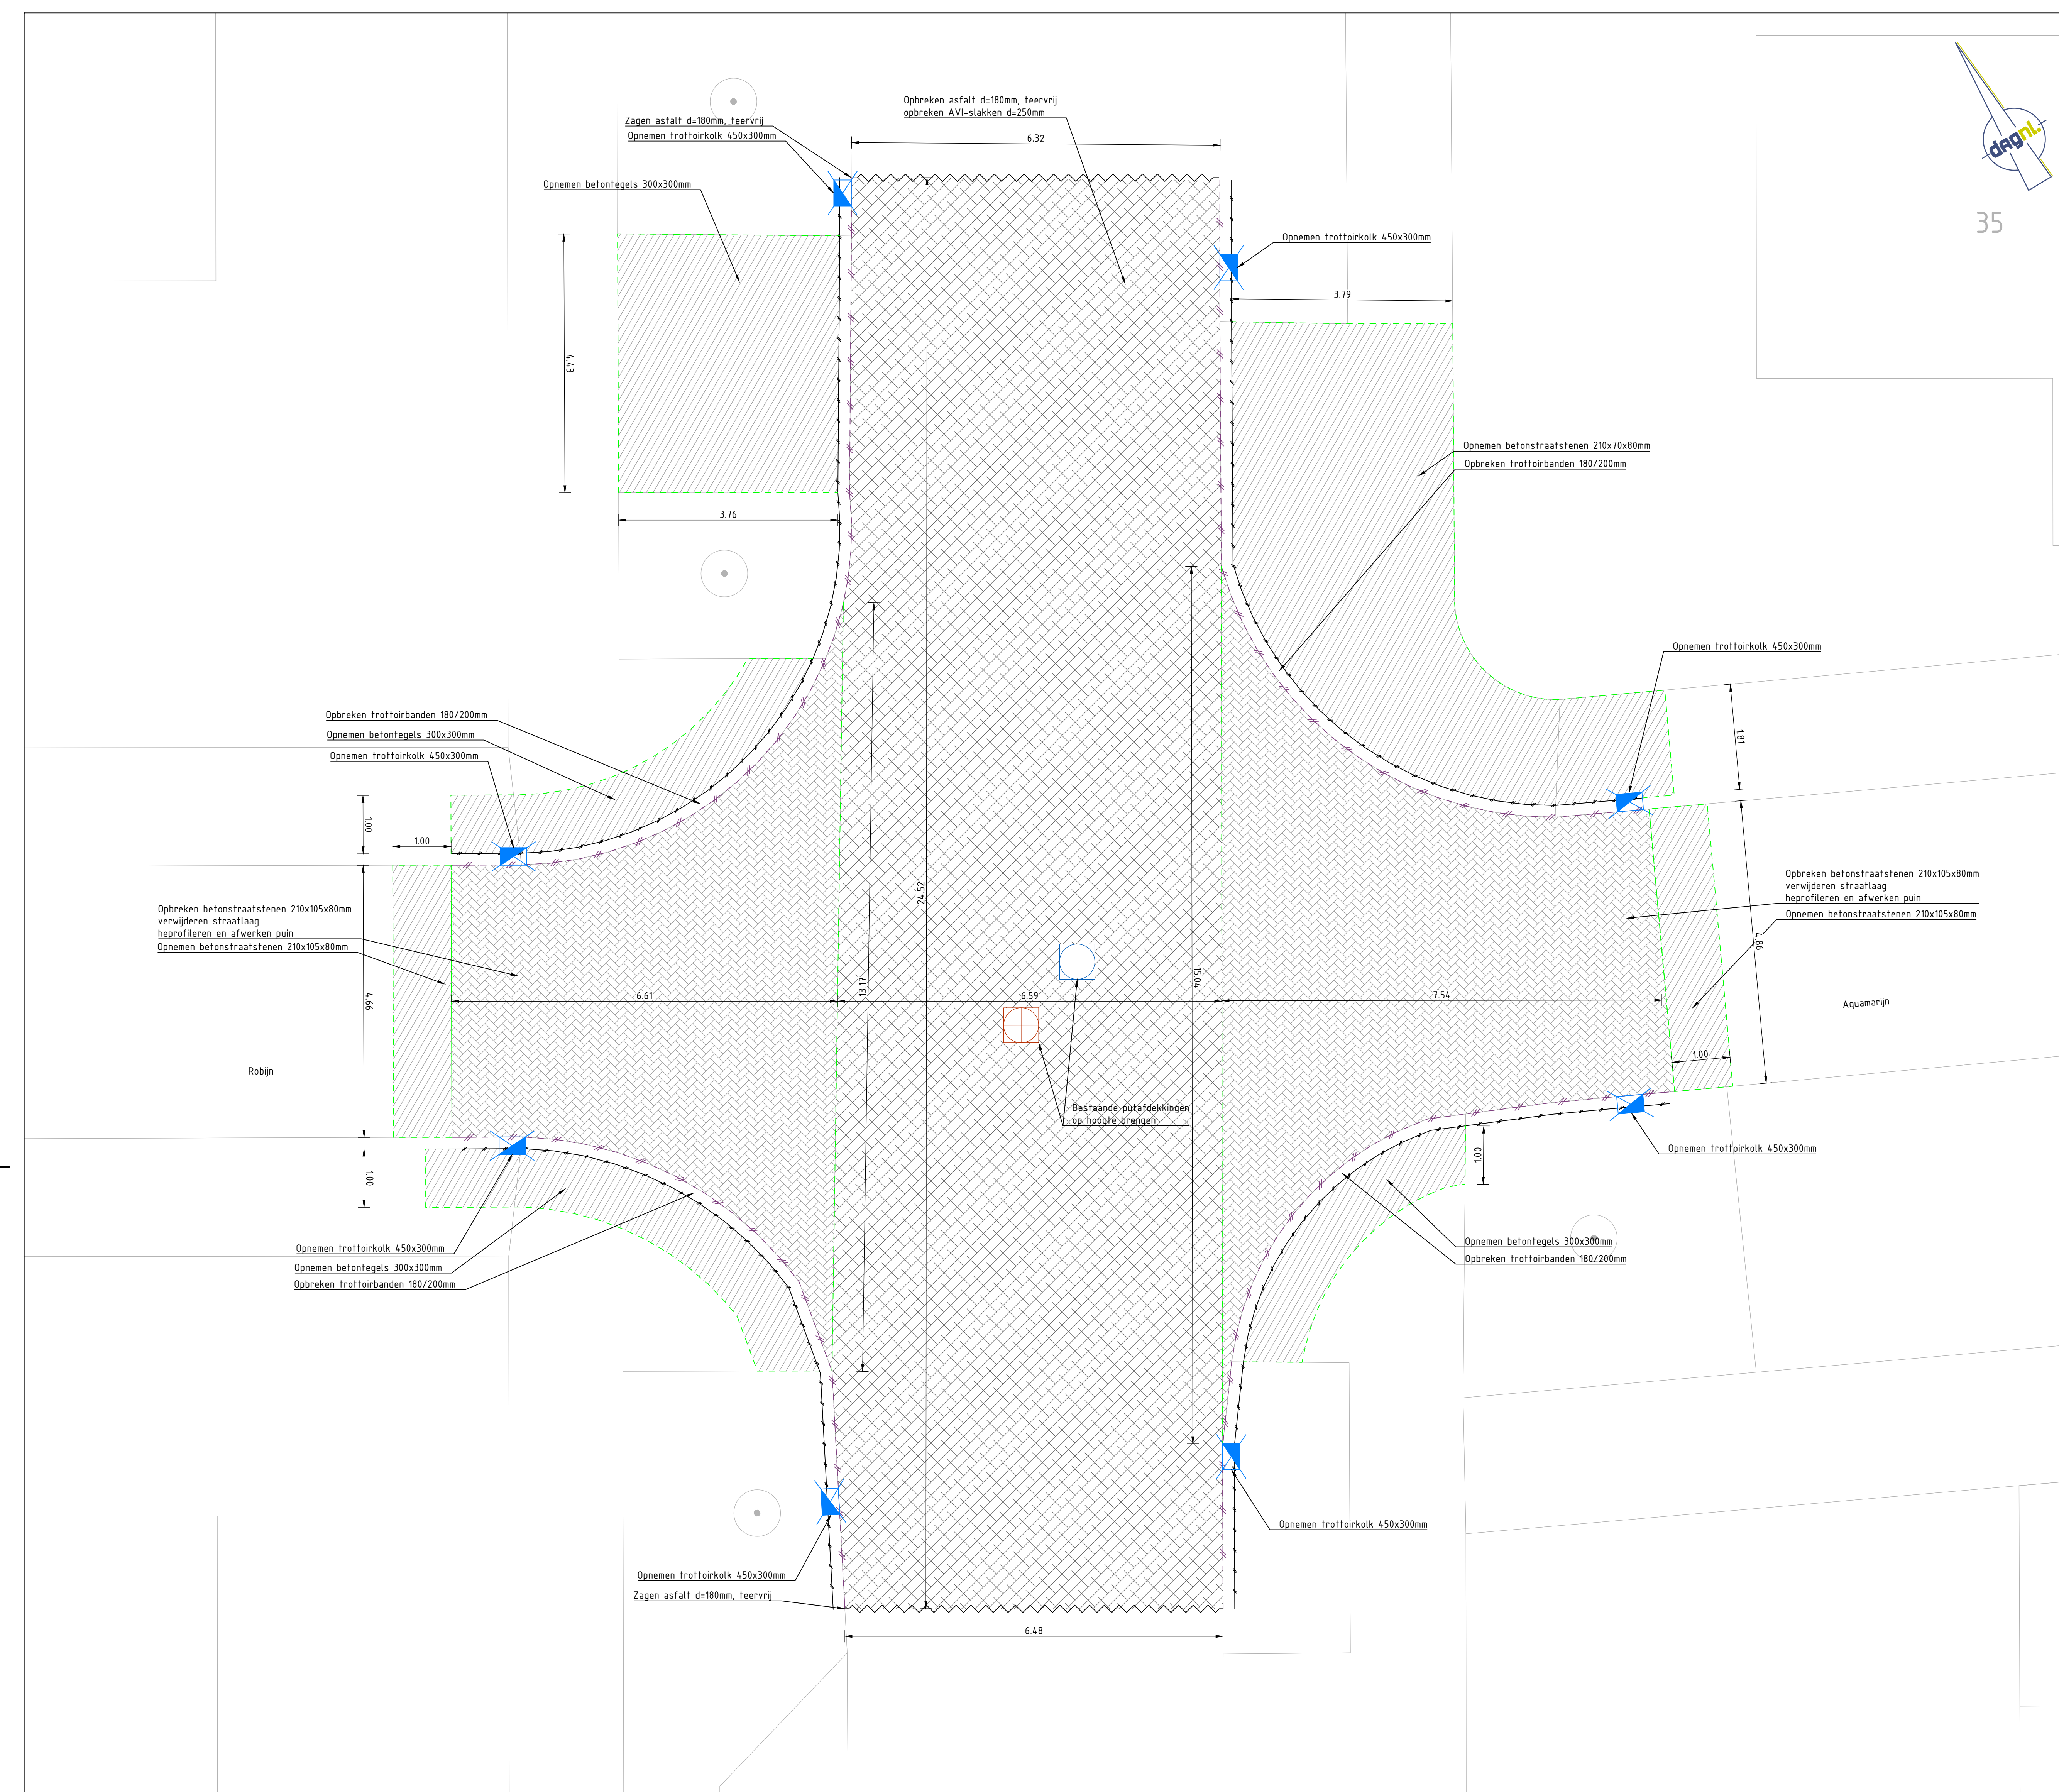 Opbreken asfalt d=180mm, teervrij
opbreken AVI-slakken d=250mm
Zagen asfalt d=180mm, teervrij
Opnemen trottoirkolk 450x300mm
6.32
dagnl.
Opnemen betontegels 300x300mm
35
Opnemen trottoirkolk 450x300mm
3.79
4.43
Opnemen betonstraatstenen 210x70x80mm
Opbreken trottoirbanden 180/200mm
3.76
Opnemen trottoirkolk 450x300mm
Opbreken trottoirbanden 180/200mm
Opnemen betontegels 300x300mm
Opnemen trottoirkolk 450x300mm
1.81
1.00
1.00
Opbreken betonstraatstenen 210x105x80mm
verwijderen straatlaag
heprofileren en afwerken puin
Opnemen betonstraatstenen 210x105x80mm
24.52
Opbreken betonstraatstenen 210x105x80mm
verwijderen straatlaag
heprofileren en afwerken puin
Opnemen betonstraatstenen 210x105x80mm
4.86
13.17
15.04
4.66
6.61
6.59
7.54
Aquamarijn
1.00
Robijn
Bestaande putafdekkingen
op hoogte brengen
1.00
1.00
Opnemen trottoirkolk 450x300mm
Opnemen trottoirkolk 450x300mm
Opnemen betontegels 300x300mm
Opbreken trottoirbanden 180/200mm
Opnemen betontegels 300x300mm
Opbreken trottoirbanden 180/200mm
Opnemen trottoirkolk 450x300mm
Opnemen trottoirkolk 450x300mm
Zagen asfalt d=180mm, teervrij
6.48